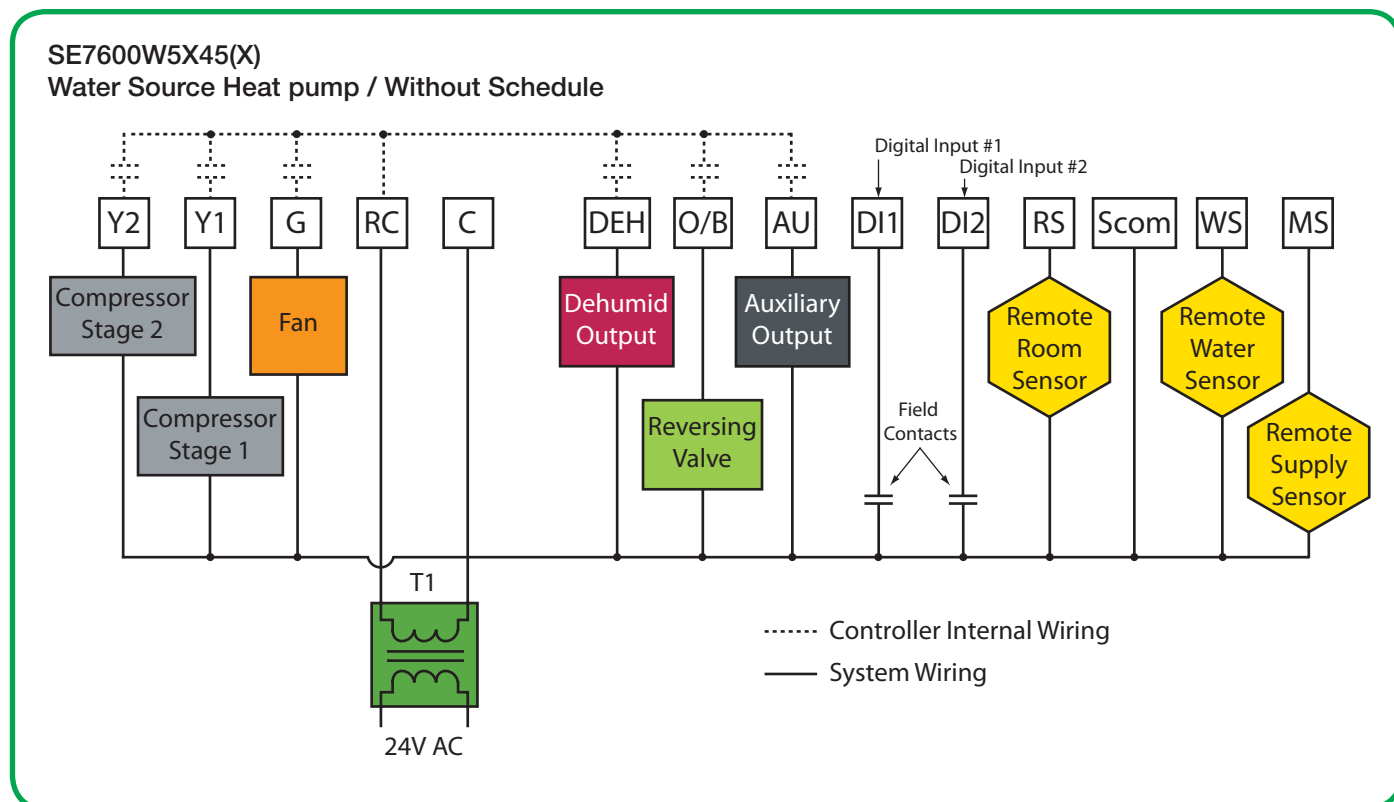 SE7600W5X45(X)
Water Source Heat pump / Without Schedule
Digital Input #1
Digital Input #2
Y2
Y1
G
RC
C
DEH
O/B
AU
DI1
DI2
RS
Scom
WS
MS
Compressor
Stage 2
Fan
Dehumid
Output
Auxiliary
Output
Remote
Room
Sensor
Remote
Water
Sensor
Compressor
Stage 1
Reversing
Valve
Field
Contacts
Remote
Supply
Sensor
T1
Controller Internal Wiring
System Wiring
24V AC